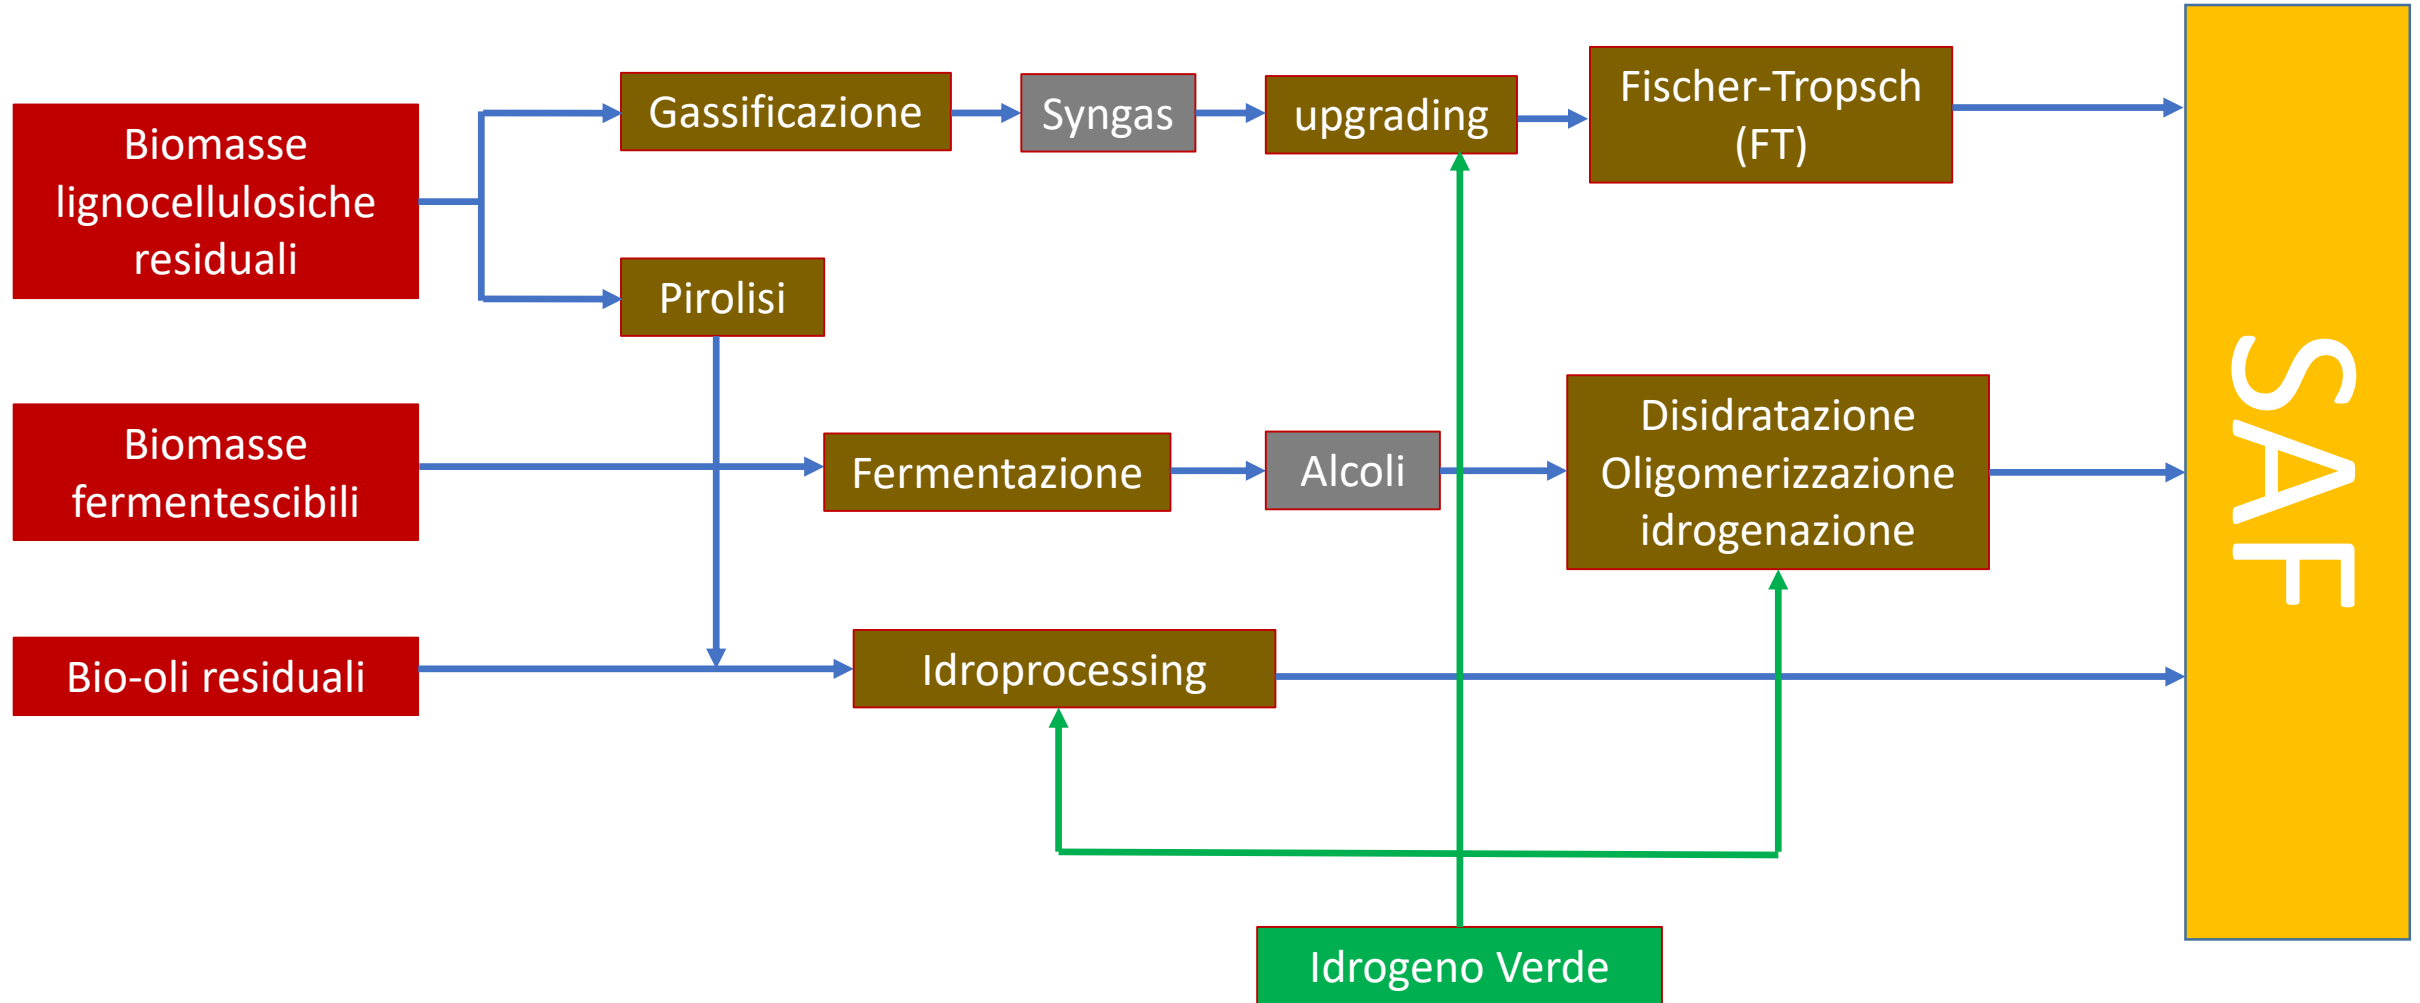 Biomasse
lignocellulosiche
residuali
Gassificazione
Syngas
upgrading
Fischer-Tropsch
(FT)
Pirolisi
Biomasse
fermentescibili
Fermentazione
Alcoli
Disidratazione
Oligomerizzazione
idrogenazione
Bio-oli residuali
Idroprocessing
Idrogeno Verde
SAF